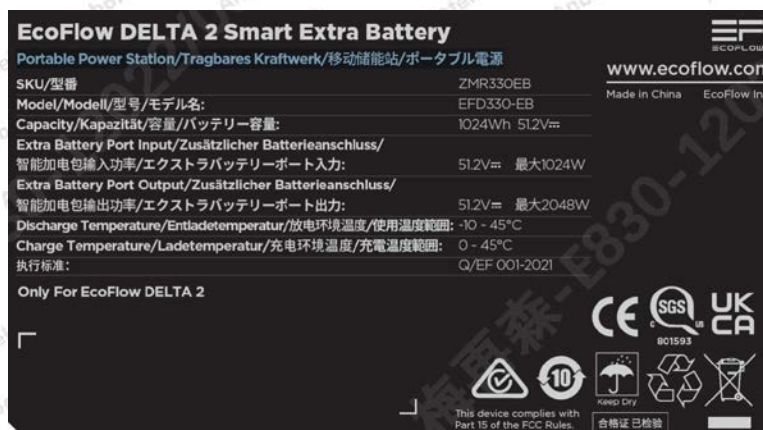 EcoFlow DELTA 2 Smart Extra Battery
Portable Power Station/Tragbares Kraftwerk/移动储能站/ポータブル電源
SKU/型番 ZMR330EB
Model/Modell/型号/モデル名: EFD330-EB
Capacity/Kapazität/容量/バッテリー容量: 1024Wh 51.2V⎓
Extra Battery Port Input/Zusätzlicher Batterieanschluss/
智能加电包输入功率/エクストラバッテリーポート入力: 51.2V⎓ 最大1024W
Extra Battery Port Output/Zusätzlicher Batterieanschluss/
智能加电包输出功率/エクストラバッテリーポート出力: 51.2V⎓ 最大2048W
Discharge Temperature/Entladetemperatur/放电环境温度/使用温度範囲: -10 - 45°C
Charge Temperature/Ladetemperatur/充电环境温度/充電温度範囲: 0 - 45°C
执行标准: Q/EF 001-2021
Only For EcoFlow DELTA 2
EF
ECOFLOW
www.ecoflow.com
Made in China EcoFlow In
CE
SGS
c us
801593
UK
CA
10
Keep Dry
This device complies with
Part 15 of the FCC Rules.
合格证 已检验